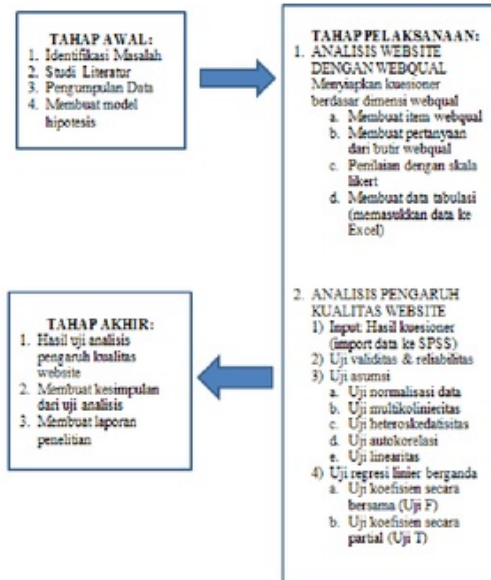 TAHAP AWAL:
1. Identifikasi Masalah
2. Studi Literatur
3. Pengumpulan Data
4. Membuat model
hipotesis
TAHAP PELAKSANAAN:
1. ANALISIS WEBSITE
DENGAN WEBQUAL
Menyiapkan kuesioner
berdasar dimensi webqual
a. Membuat item webqual
b. Membuat pertanyaan
dari butir webqual
c. Penilaian dengan skala
likert
d. Membuat data tabulasi
(memasukkan data ke
Excel)
2. ANALISIS PENGARUH
KUALITAS WEBSITE
1) Input: Hasil kuesioner
(import data ke SPSS)
2) Uji validitas & reliabilitas
3) Uji asumsi
a. Uji normalisasi data
b. Uji multikolinieritas
c. Uji heteroskedatisitas
d. Uji autokorelasi
e. Uji linearitas
4) Uji regresi linier berganda
a. Uji koefisien secara
bersama (Uji F)
b. Uji koefisien secara
partial (Uji T)
TAHAP AKHIR:
1. Hasil uji analisis
pengaruh kualitas
website
2. Membuat kesimpulan
dari uji analisis
3. Membuat laporan
penelitian